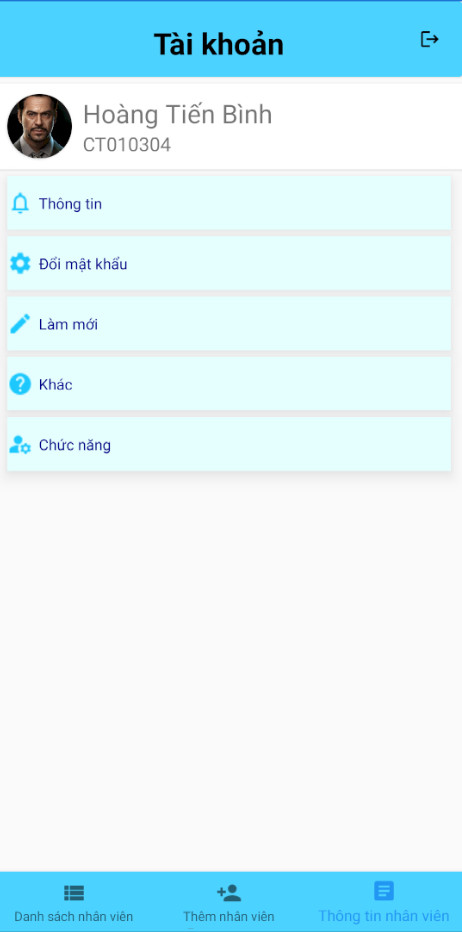 Tài khoản
Hoàng Tiến Bình
CT010304
Thông tin
Đổi mật khẩu
Làm mới
Khác
Chức năng
Danh sách nhân viên
Thêm nhân viên
Thông tin nhân viên